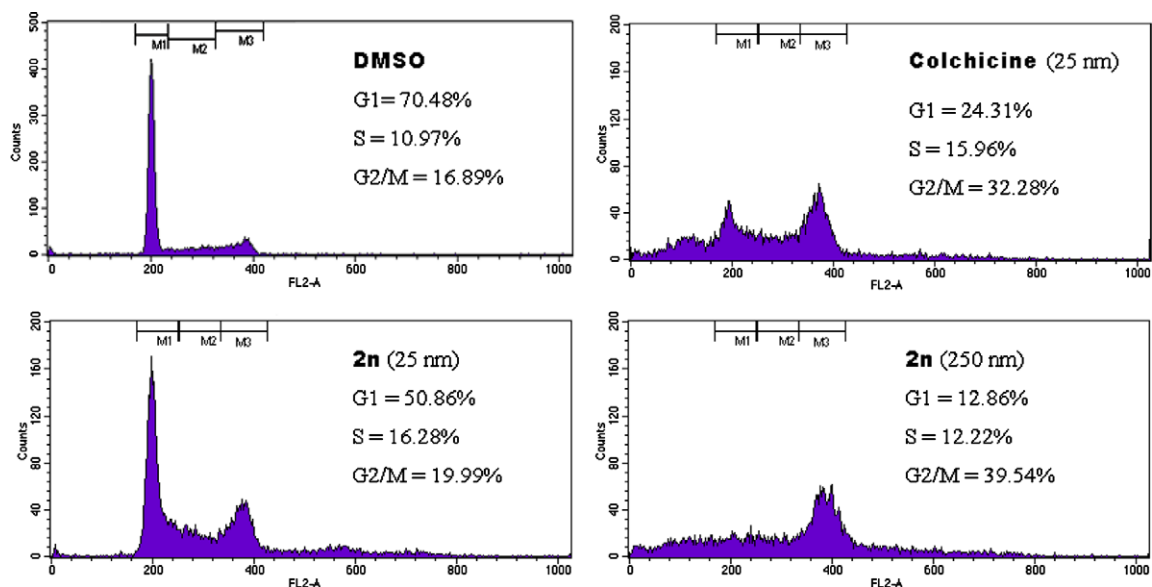 500
400
300
200
100
0
Counts
M1
M2
M3
DMSO
G1= 70.48%
S = 10.97%
G2/M = 16.89%
0 200 400 600 800 1000
FL2-A
200
160
120
80
40
0
Counts
M1
M2
M3
Colchicine (25 nm)
G1 = 24.31%
S = 15.96%
G2/M = 32.28%
0 200 400 600 800 1000
FL2-A
200
160
120
80
40
0
Counts
M1
M2
M3
2n (25 nm)
G1 = 50.86%
S = 16.28%
G2/M = 19.99%
0 200 400 600 800 1000
FL2-A
200
160
120
80
40
0
Counts
M1
M2
M3
2n (250 nm)
G1 = 12.86%
S = 12.22%
G2/M = 39.54%
0 200 400 600 800 1000
FL2-A